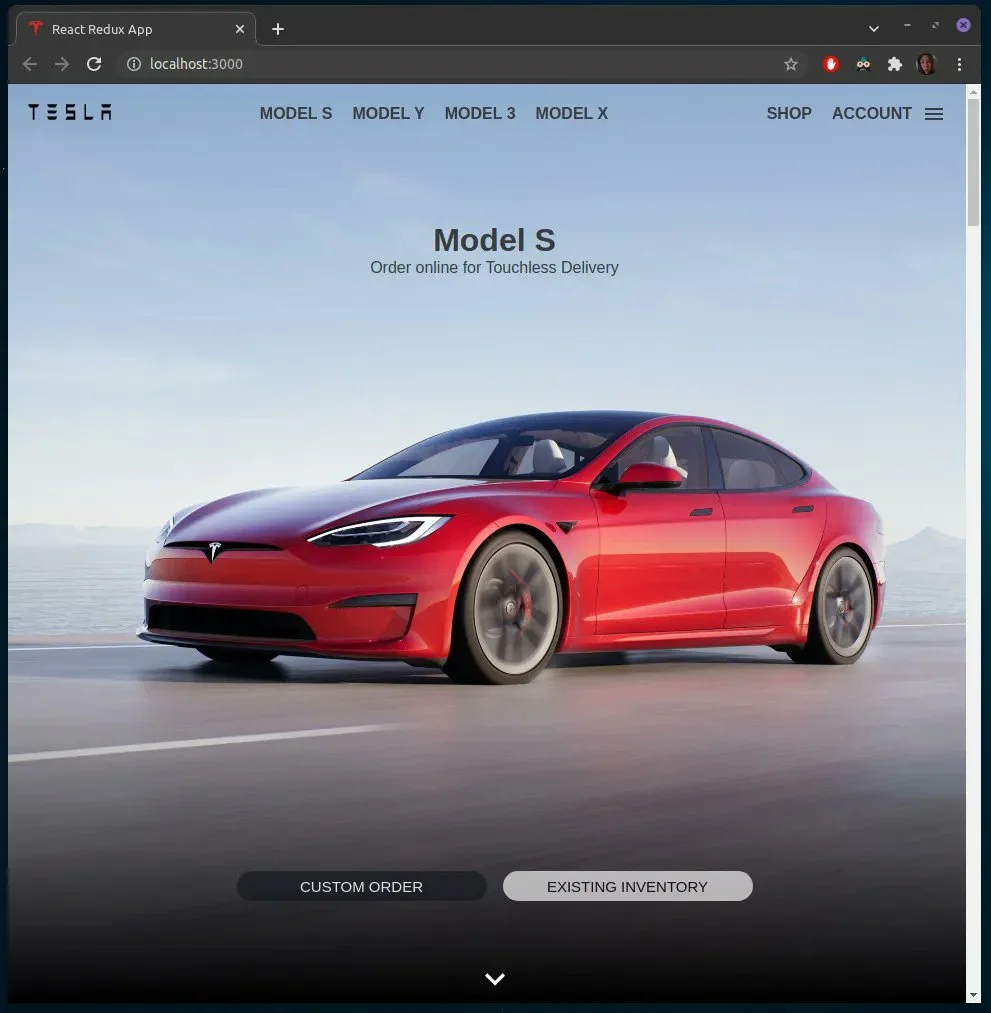 React Redux App
localhost:3000
TESLA
MODEL S MODEL Y MODEL 3 MODEL X
SHOP ACCOUNT
Model S
Order online for Touchless Delivery
CUSTOM ORDER
EXISTING INVENTORY